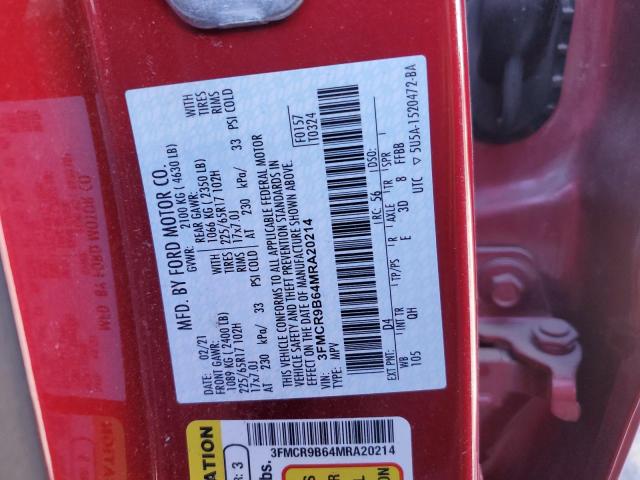 MFD. BY FORD MOTOR CO.
DATE: 02/21 GVWR: 2100 KG ( 4630 LB)
FRONT GAWR: REAR GAWR:
1089 KG ( 2400 LB) 1066 KG ( 2350 LB) WITH
225/65R17 102H TIRES 225/65R17 102H TIRES
17x7.0J RIMS 17x7.0J RIMS
AT 230 kPa/ 33 PSI COLD AT 230 kPa/ 33 PSI COLD
THIS VEHICLE CONFORMS TO ALL APPLICABLE FEDERAL MOTOR
VEHICLE SAFETY AND THEFT PREVENTION STANDARDS IN
EFFECT ON THE DATE OF MANUFACTURE SHOWN ABOVE.
VIN: 3FMCR9B64MRA20214 F0157
TYPE: MPV T0324
EXT PNT: D4 RC: 56 DSO:
WB INT TR TP/PS R AXLE TR SPR
105 QH E 3D 8 FFBB
UTC ▽ 5U5A-1520472-BA
3FMCR9B64MRA20214